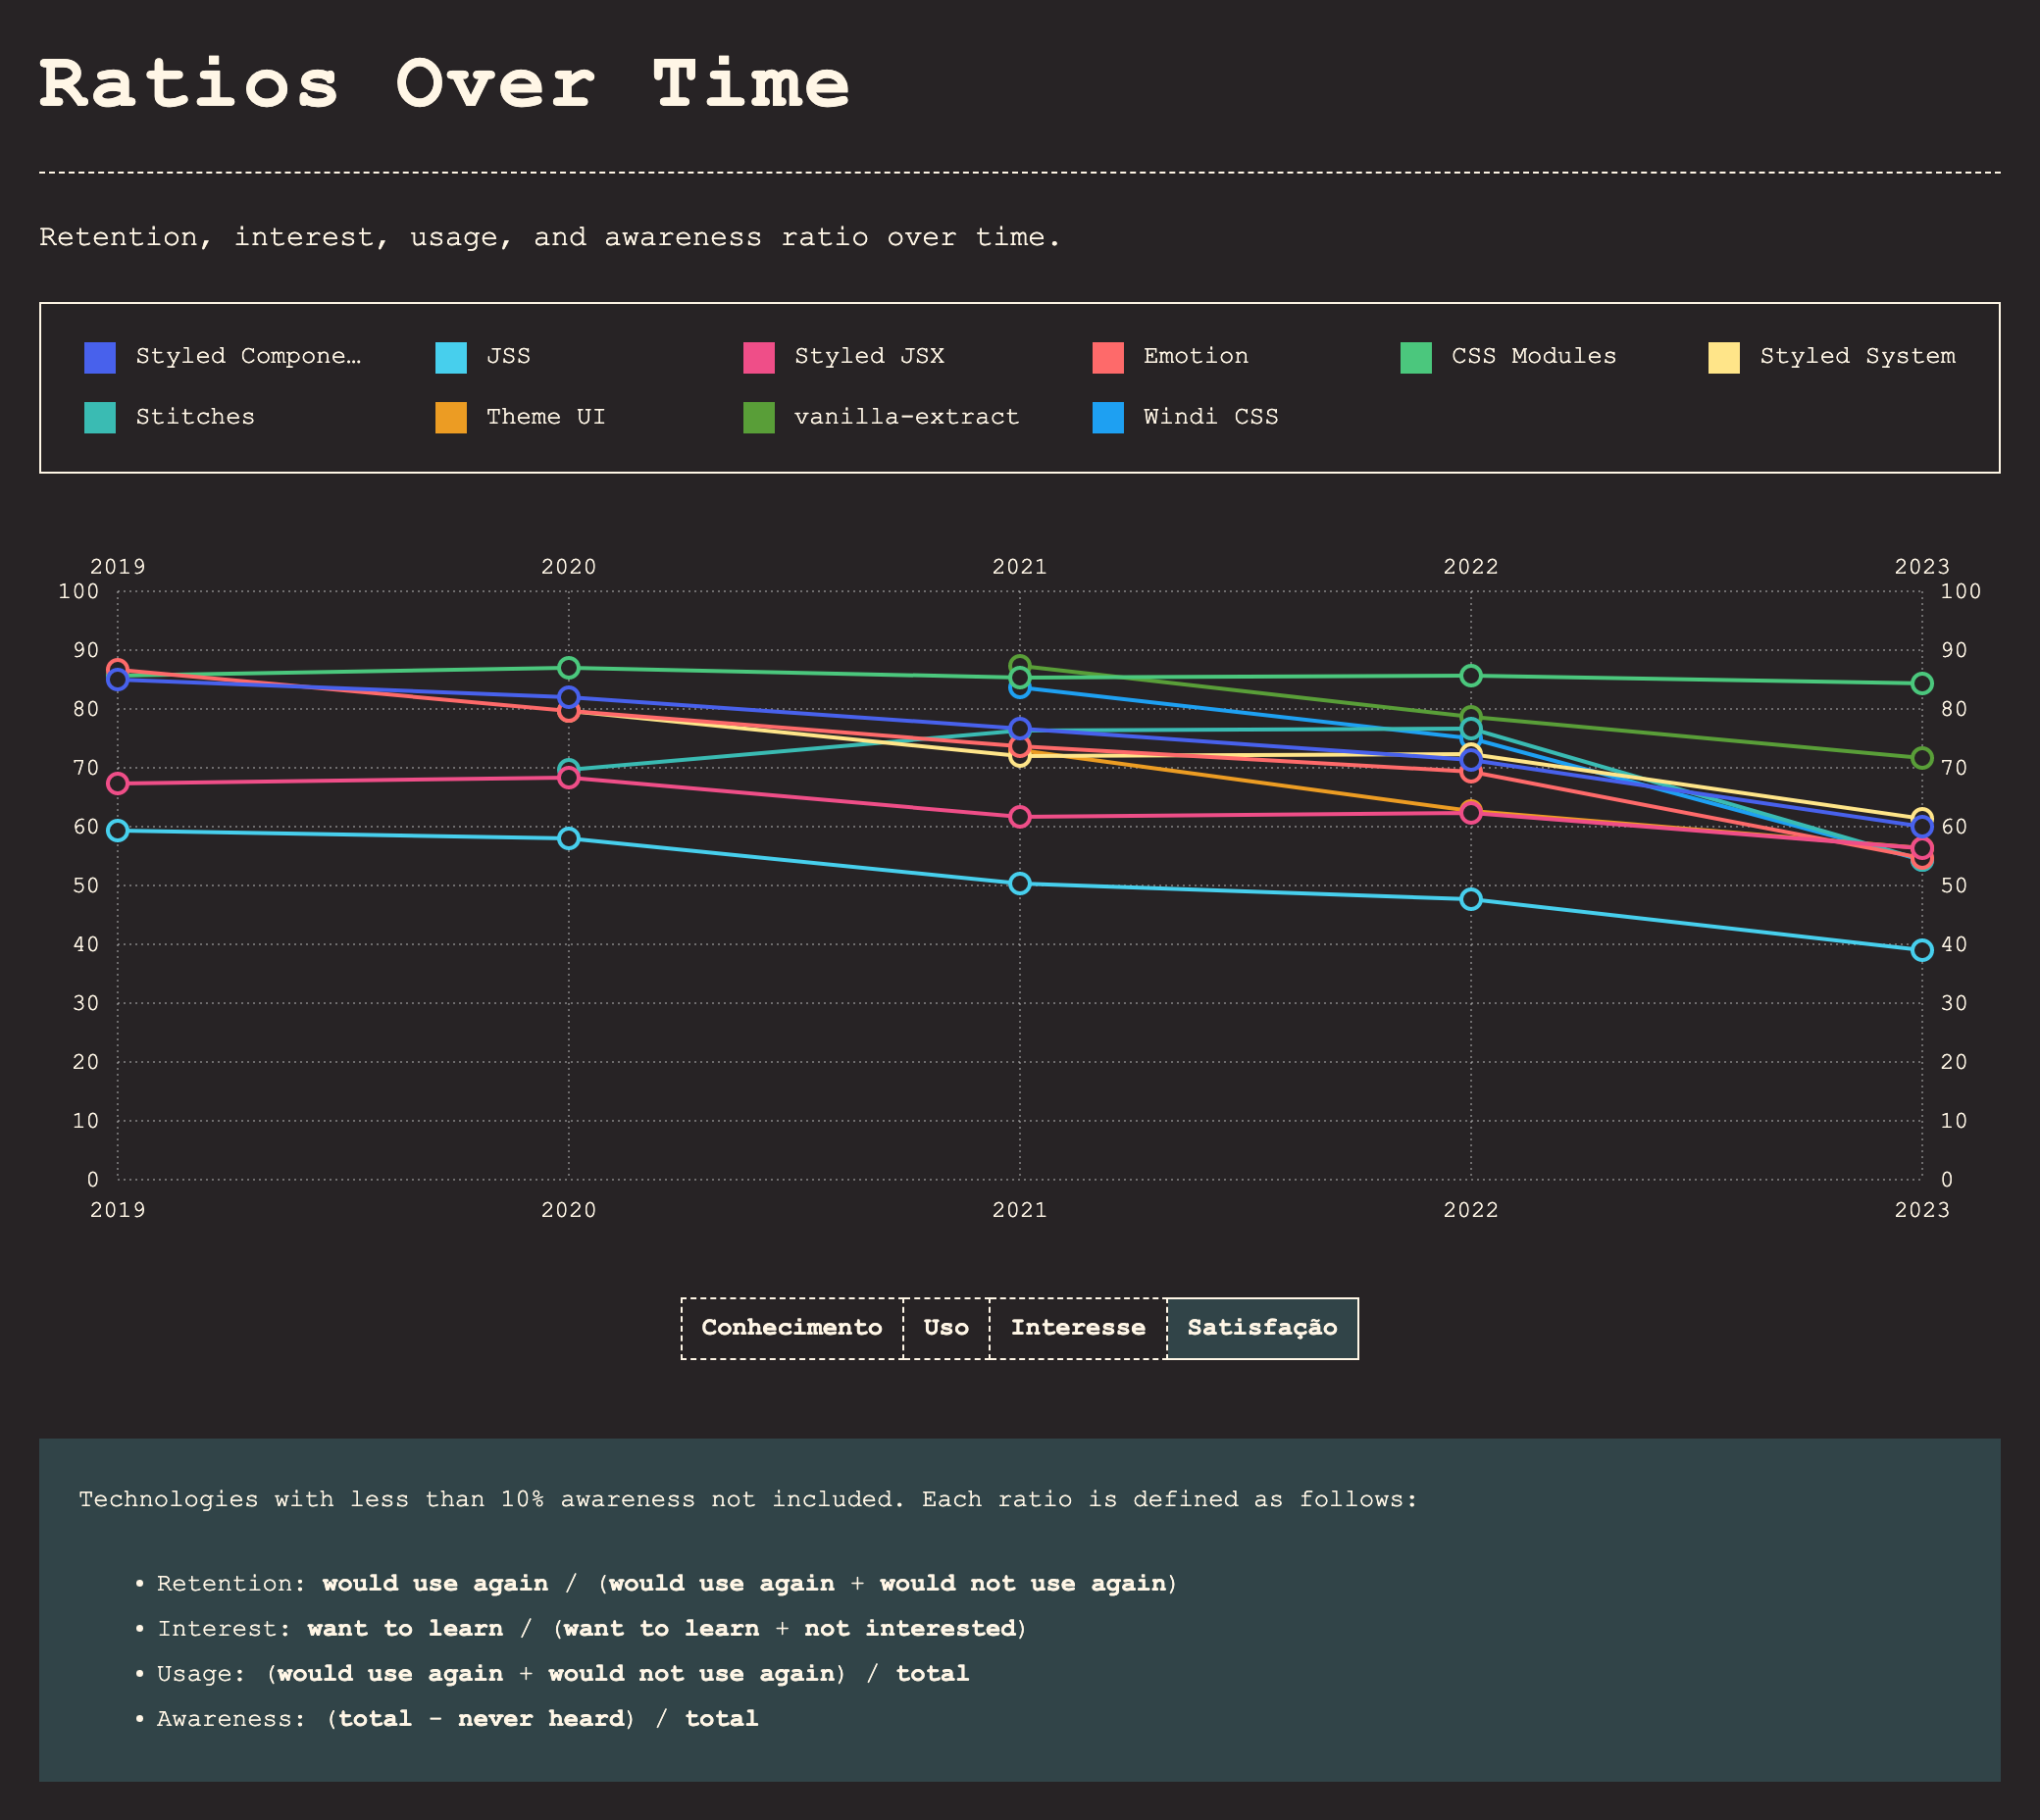 Ratios Over Time
Retention, interest, usage, and awareness ratio over time.
Styled Compone… JSS Styled JSX Emotion CSS Modules Styled System
Stitches Theme UI vanilla-extract Windi CSS
2019 2020 2021 2022 2023
100 100
90 90
80 80
70 70
60 60
50 50
40 40
30 30
20 20
10 10
0 0
2019 2020 2021 2022 2023
Conhecimento Uso Interesse Satisfação
Technologies with less than 10% awareness not included. Each ratio is defined as follows:
• Retention: would use again / (would use again + would not use again)
• Interest: want to learn / (want to learn + not interested)
• Usage: (would use again + would not use again) / total
• Awareness: (total - never heard) / total